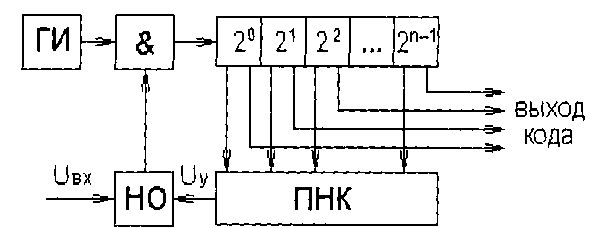 ГИ & 2⁰ 2¹ 2² ... 2ⁿ⁻¹
выход
кода
Uвх НО Uу ПНК